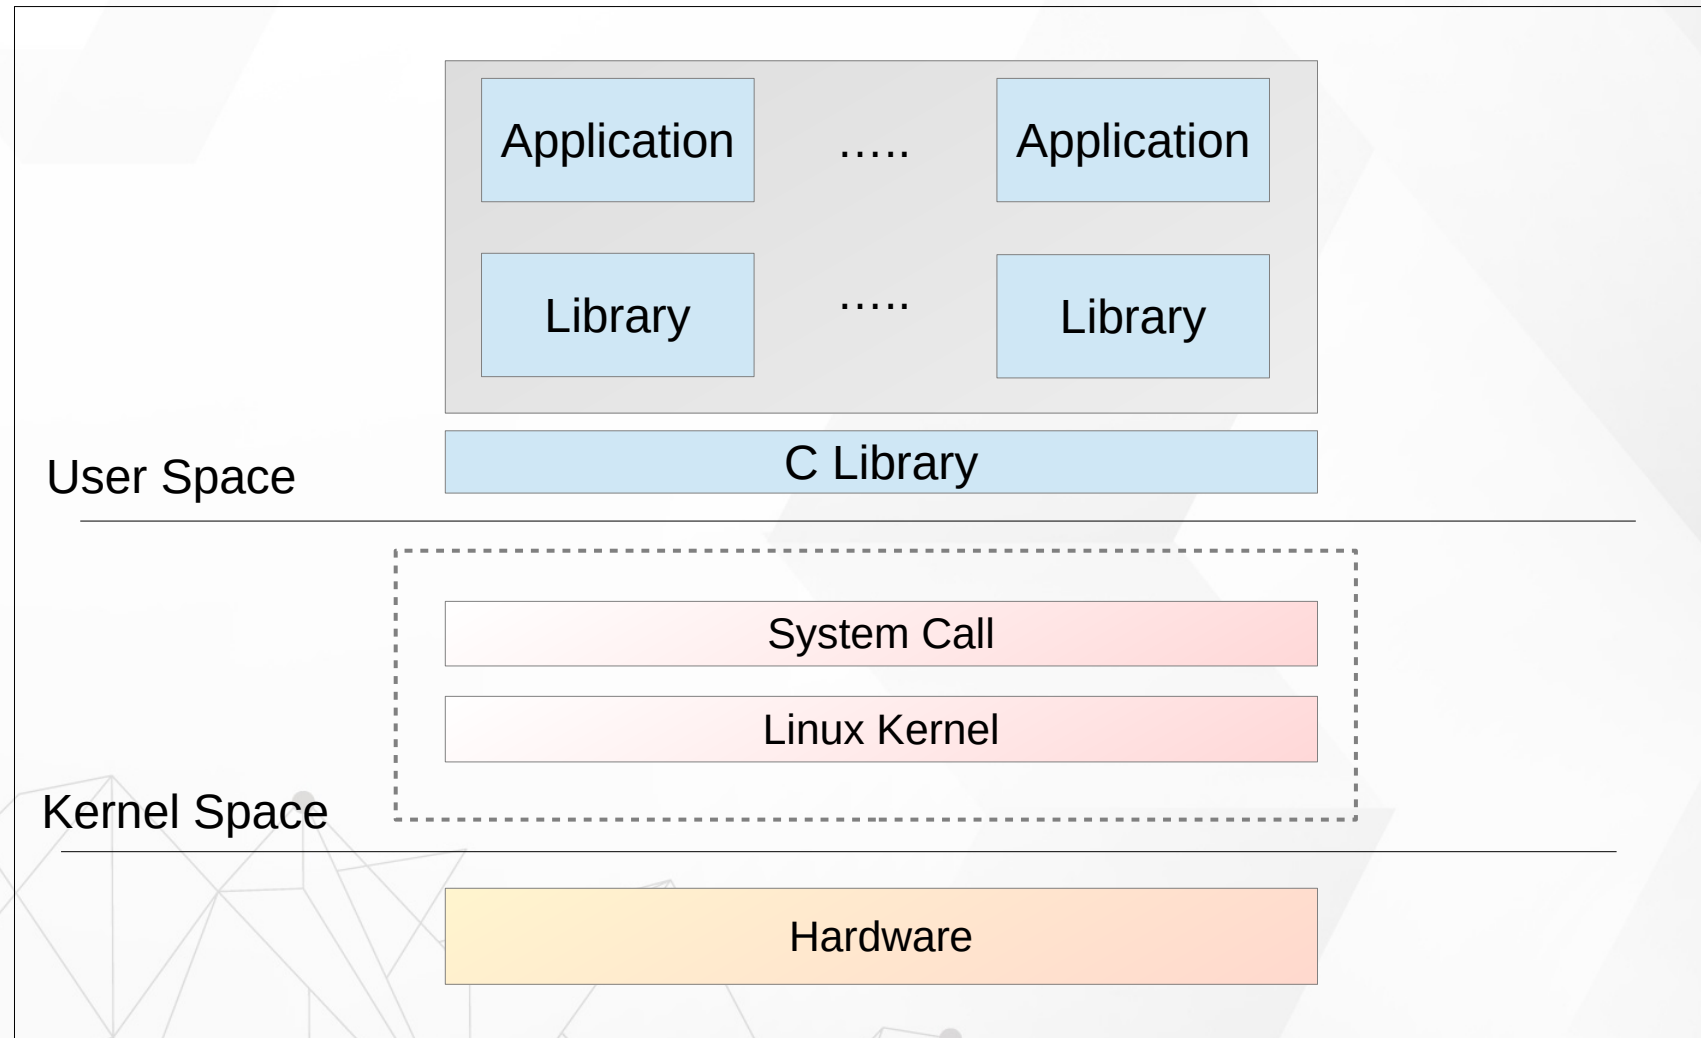 Application ..... Application
Library ..... Library
C Library
User Space
System Call
Linux Kernel
Kernel Space
Hardware